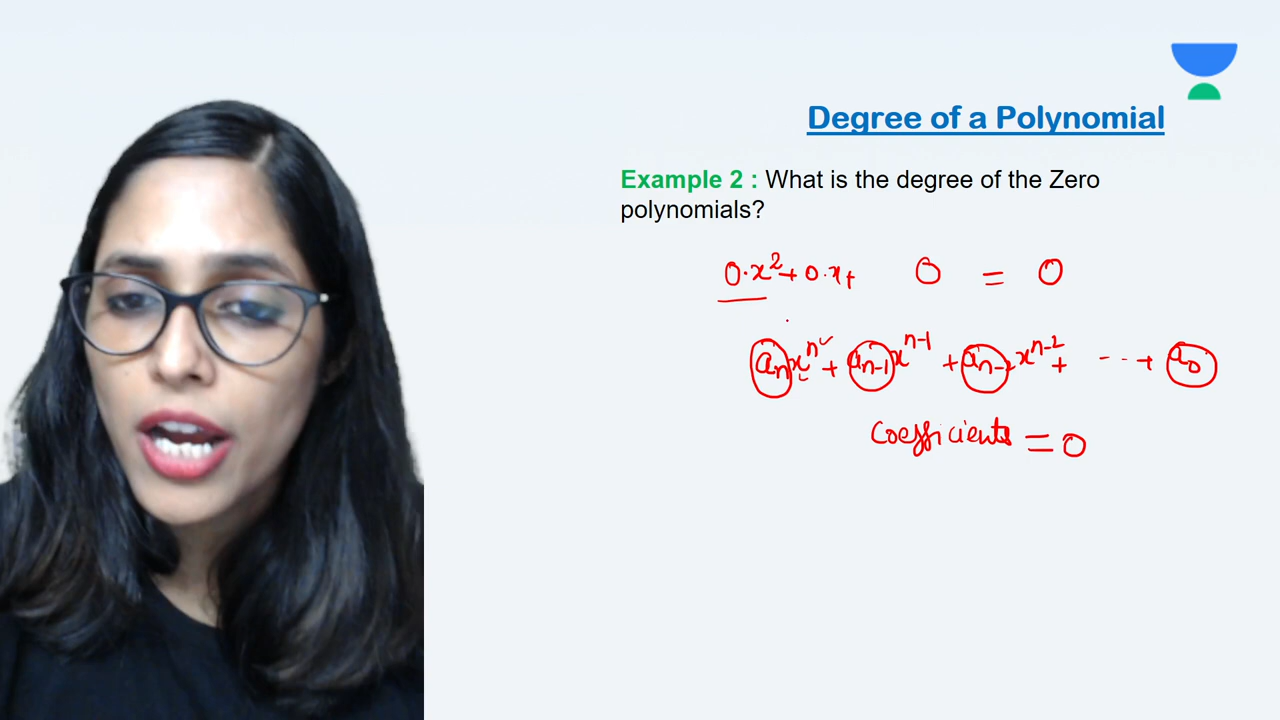 Degree of a Polynomial
Example 2 : What is the degree of the Zero
polynomials?
0·x² + 0·x + 0 = 0
aₙxⁿ + aₙ₋₁xⁿ⁻¹ + aₙ₋₂xⁿ⁻² + ... + a₀
Coefficients = 0